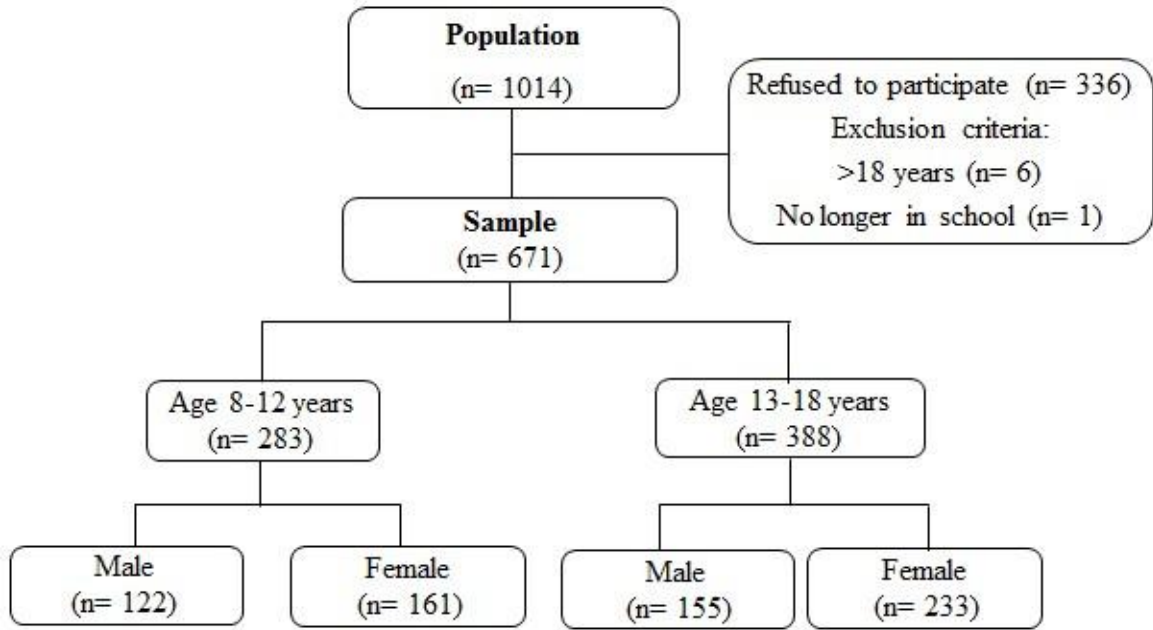 Population
(n= 1014)
Refused to participate (n= 336)
Exclusion criteria:
>18 years (n= 6)
No longer in school (n= 1)
Sample
(n= 671)
Age 8-12 years
(n= 283)
Age 13-18 years
(n= 388)
Male
(n= 122)
Female
(n= 161)
Male
(n= 155)
Female
(n= 233)